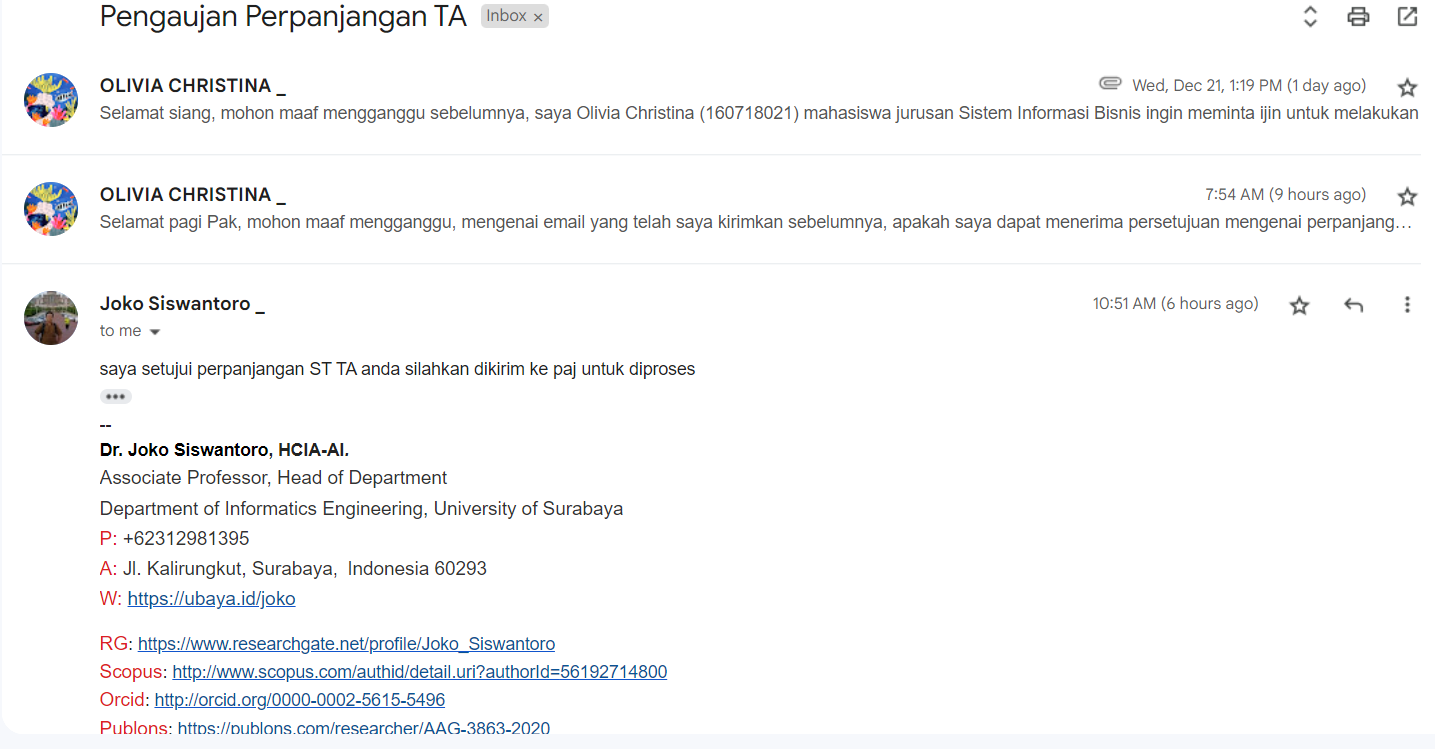 Pengaujan Perpanjangan TA Inbox ×
OLIVIA CHRISTINA _ Wed, Dec 21, 1:19 PM (1 day ago)
Selamat siang, mohon maaf mengganggu sebelumnya, saya Olivia Christina (160718021) mahasiswa jurusan Sistem Informasi Bisnis ingin meminta ijin untuk melakukan
OLIVIA CHRISTINA _ 7:54 AM (9 hours ago)
Selamat pagi Pak, mohon maaf mengganggu, mengenai email yang telah saya kirimkan sebelumnya, apakah saya dapat menerima persetujuan mengenai perpanjang…
Joko Siswantoro _ 10:51 AM (6 hours ago)
to me
saya setujui perpanjangan ST TA anda silahkan dikirim ke paj untuk diproses
•••
--
Dr. Joko Siswantoro, HCIA-AI.
Associate Professor, Head of Department
Department of Informatics Engineering, University of Surabaya
P: +62312981395
A: Jl. Kalirungkut, Surabaya,  Indonesia 60293
W: https://ubaya.id/joko
RG: https://www.researchgate.net/profile/Joko_Siswantoro
Scopus: http://www.scopus.com/authid/detail.uri?authorId=56192714800
Orcid: http://orcid.org/0000-0002-5615-5496
Publons: https://publons.com/researcher/AAG-3863-2020